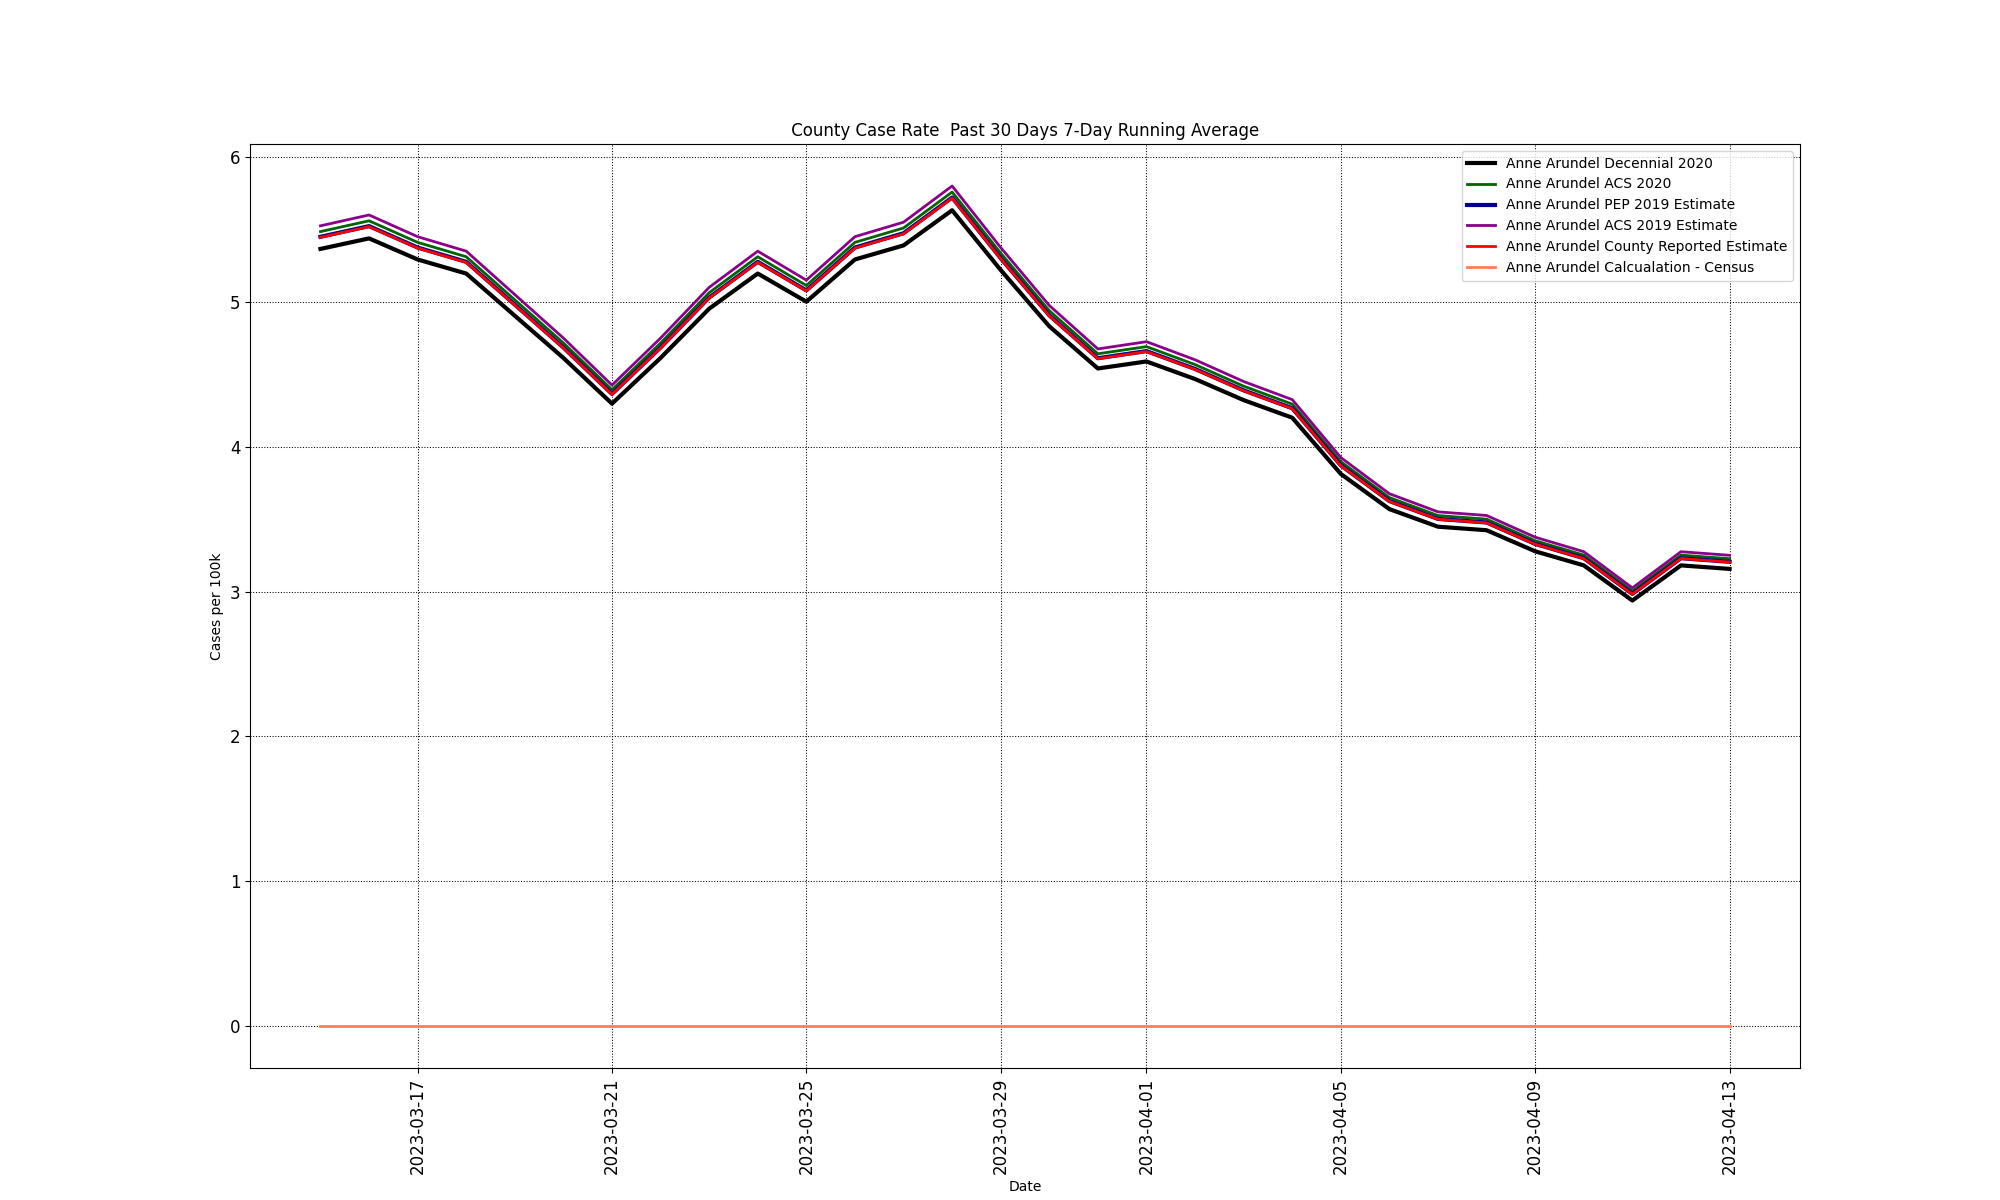 County Case Rate  Past 30 Days 7-Day Running Average
Anne Arundel Decennial 2020
Anne Arundel ACS 2020
Anne Arundel PEP 2019 Estimate
Anne Arundel ACS 2019 Estimate
Anne Arundel County Reported Estimate
Anne Arundel Calcualation - Census
Cases per 100k
6
5
4
3
2
1
0
2023-03-17
2023-03-21
2023-03-25
2023-03-29
2023-04-01
2023-04-05
2023-04-09
2023-04-13
Date